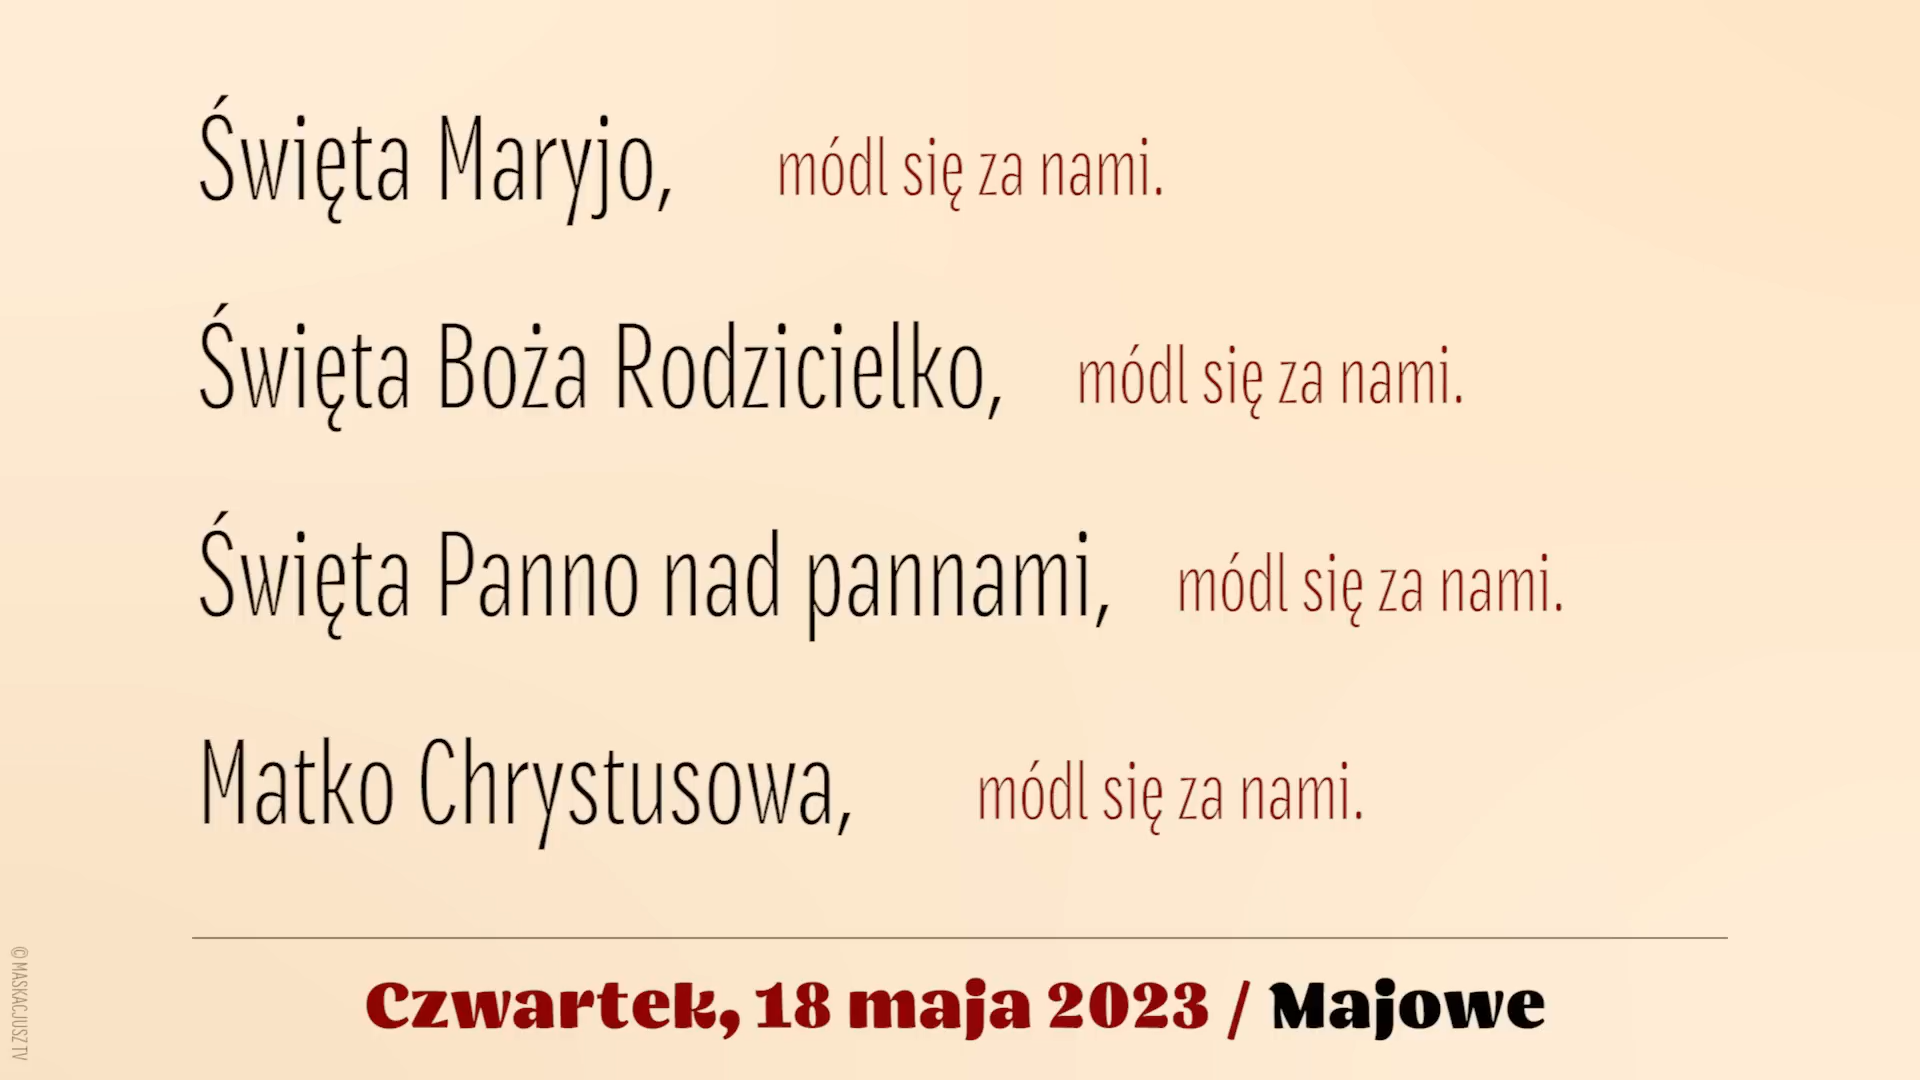 Święta Maryjo, módl się za nami.
Święta Boża Rodzicielko, módl się za nami.
Święta Panno nad pannami, módl się za nami.
Matko Chrystusowa, módl się za nami.
Czwartek, 18 maja 2023 / Majowe
© MASKACJUSZ TV